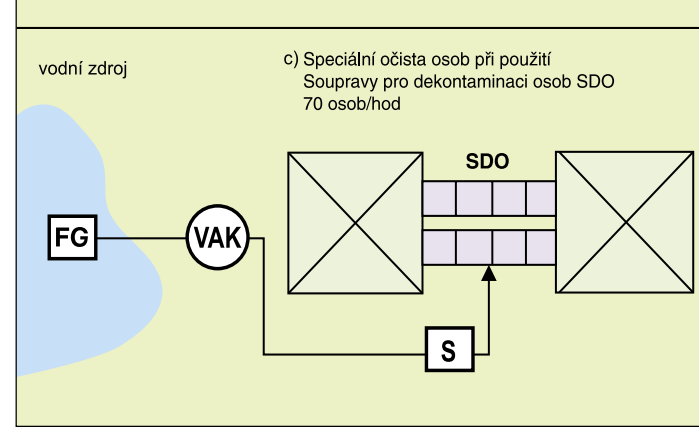 vodní zdroj
c) Speciální očista osob při použití
Soupravy pro dekontaminaci osob SDO
70 osob/hod
SDO
FG
VAK
S